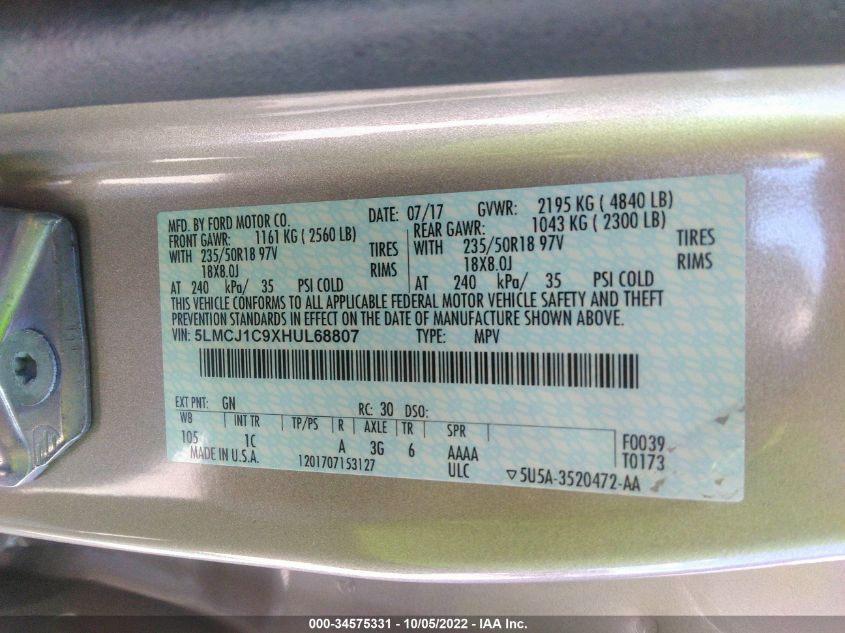 MFD. BY FORD MOTOR CO. DATE: 07/17 GVWR: 2195 KG ( 4840 LB)
FRONT GAWR: 1161 KG ( 2560 LB) REAR GAWR: 1043 KG ( 2300 LB)
WITH 235/50R18 97V TIRES WITH 235/50R18 97V TIRES
18X8.0J RIMS 18X8.0J RIMS
AT 240 kPa/ 35 PSI COLD AT 240 kPa/ 35 PSI COLD
THIS VEHICLE CONFORMS TO ALL APPLICABLE FEDERAL MOTOR VEHICLE SAFETY AND THEFT
PREVENTION STANDARDS IN EFFECT ON THE DATE OF MANUFACTURE SHOWN ABOVE.
VIN: 5LMCJ1C9XHUL68807 TYPE: MPV
EXT PNT: GN RC: 30 DSO:
WB INT TR TP/PS R AXLE TR SPR
105 1C A 3G 6 AAAA F0039
MADE IN U.S.A. 1201707153127 ULC T0173
▽5U5A-3520472-AA
000-34575331 - 10/05/2022 - IAA Inc.